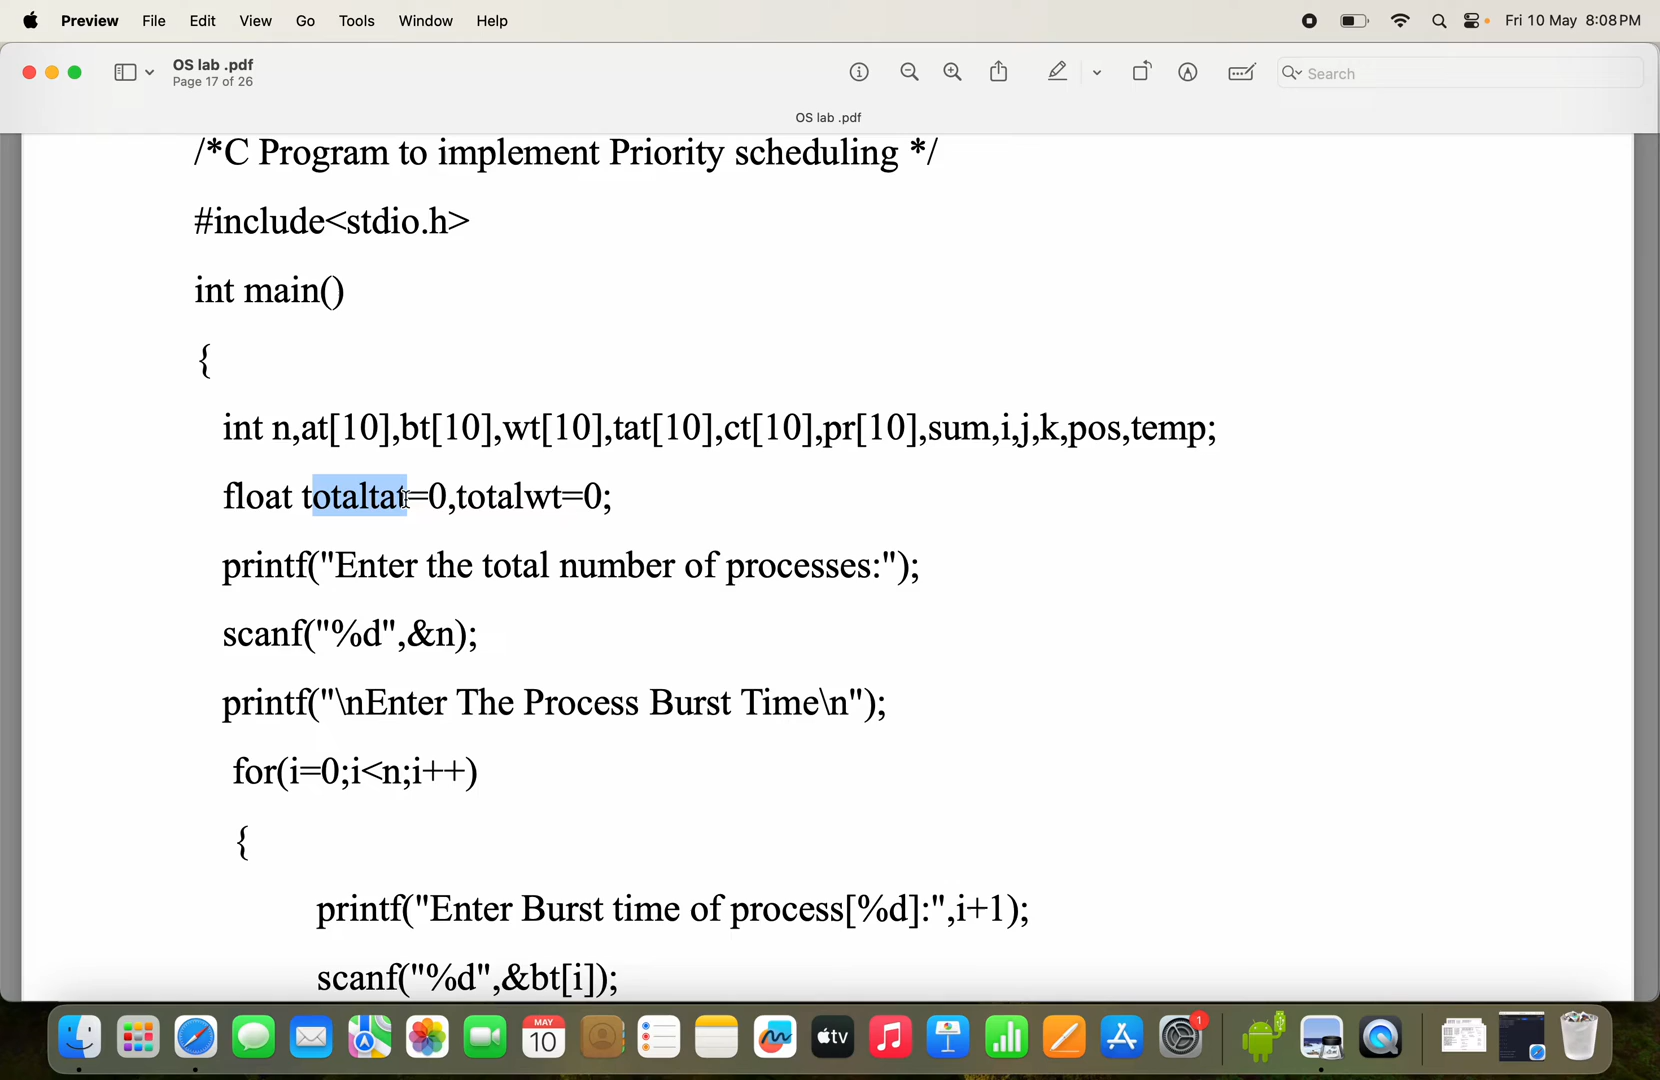 Preview File Edit View Go Tools Window Help Fri 10 May 8:08 PM
OS lab .pdf
Page 17 of 26
Search
OS lab .pdf
/*C Program to implement Priority scheduling */
#include<stdio.h>
int main()
{
int n,at[10],bt[10],wt[10],tat[10],ct[10],pr[10],sum,i,j,k,pos,temp;
float totaltat=0,totalwt=0;
printf("Enter the total number of processes:");
scanf("%d",&n);
printf("\nEnter The Process Burst Time\n");
for(i=0;i<n;i++)
{
printf("Enter Burst time of process[%d]:",i+1);
scanf("%d",&bt[i]);
MAY
10
tv
1